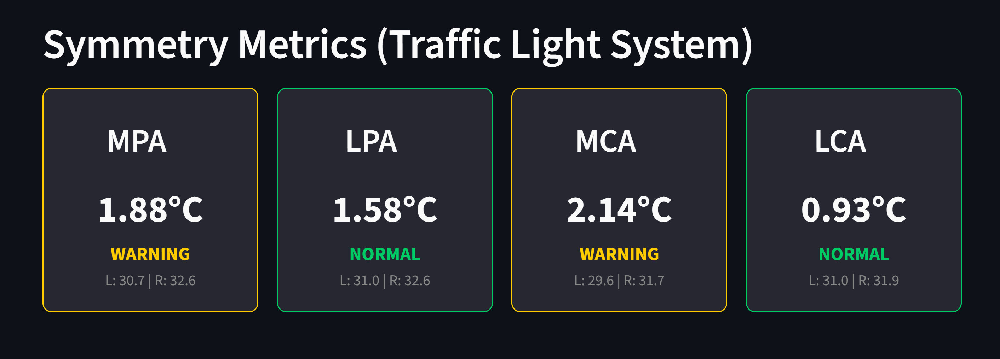 Symmetry Metrics (Traffic Light System)
MPA
1.88°C
WARNING
L: 30.7 | R: 32.6
LPA
1.58°C
NORMAL
L: 31.0 | R: 32.6
MCA
2.14°C
WARNING
L: 29.6 | R: 31.7
LCA
0.93°C
NORMAL
L: 31.0 | R: 31.9